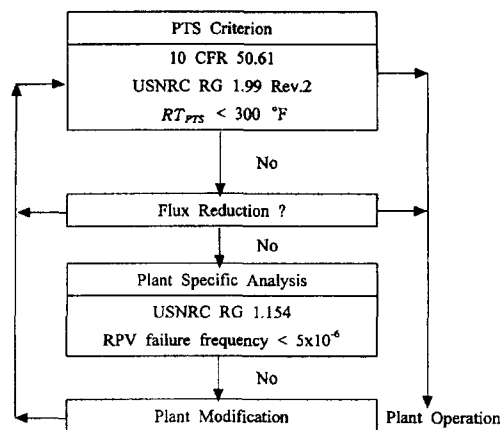 PTS Criterion
10 CFR 50.61
USNRC RG 1.99 Rev.2
RT_PTS < 300 °F
No
Flux Reduction ?
No
Plant Specific Analysis
USNRC RG 1.154
RPV failure frequency < 5x10^-6
No
Plant Modification
Plant Operation